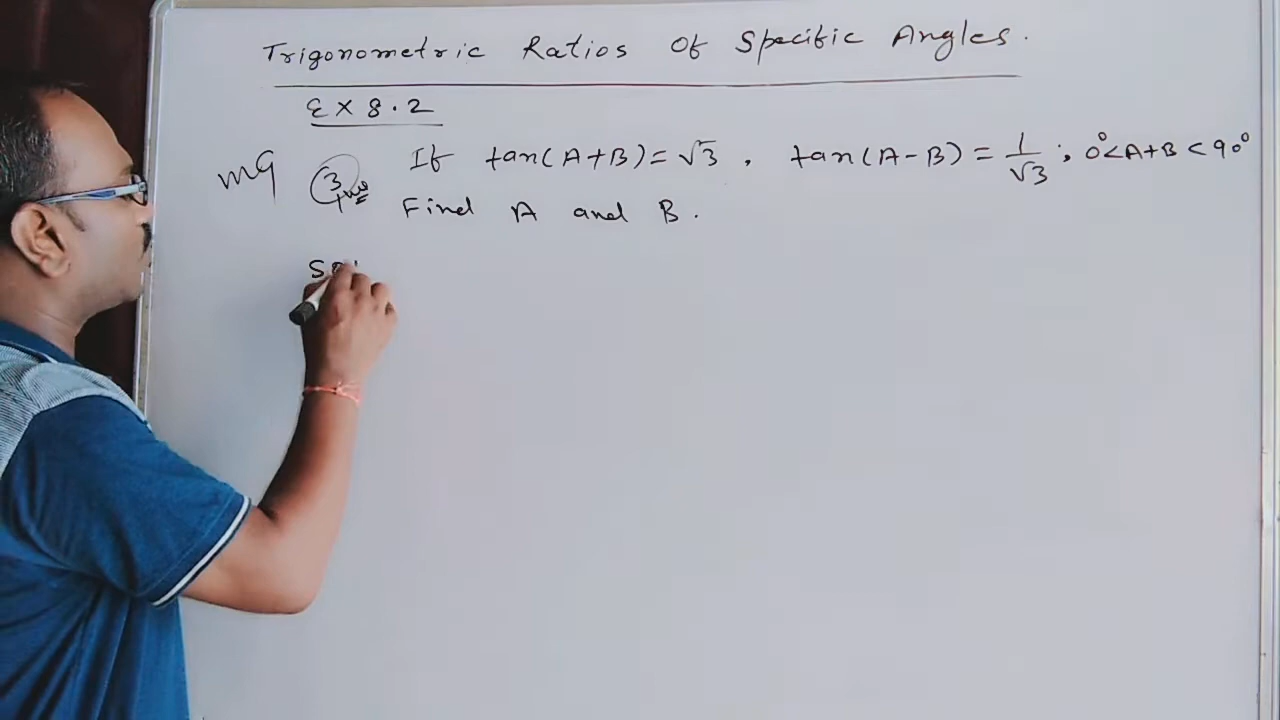 Trigonometric Ratios Of Specific Angles.
Ex 8.2
(3) If tan(A+B)=√3 , tan(A-B)=1/√3 ; 0°<A+B<90°
Find A and B.